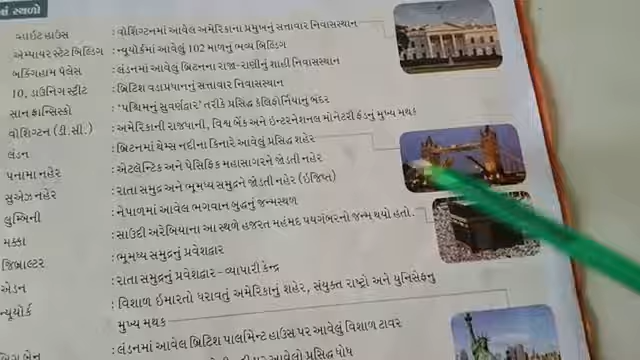 નાં સ્થળો
વ્હાઈટ હાઉસ : વોશિંગ્ટનમાં આવેલ અમેરિકાના પ્રમુખનું સત્તાવાર નિવાસસ્થાન
એમ્પાયર સ્ટેટ બિલ્ડિંગ : ન્યૂયોર્કમાં આવેલું 102 માળનું ભવ્ય બિલ્ડિંગ
બકિંગહામ પેલેસ : લંડનમાં આવેલું બ્રિટનના રાજા-રાણીનું શાહી નિવાસસ્થાન
10, ડાઉનિંગ સ્ટ્રીટ : બ્રિટિશ વડાપ્રધાનનું સત્તાવાર નિવાસસ્થાન
સાન ફ્રાન્સિસ્કો : 'પશ્ચિમનું સુવર્ણદ્વાર' તરીકે પ્રસિદ્ધ કેલિફોર્નિયાનું બંદર
વોશિંગ્ટન (ડી.સી.) : અમેરિકાની રાજધાની, વિશ્વ બેંક અને ઇન્ટરનેશનલ મોનેટરી ફંડનું મુખ્ય મથક
લંડન : બ્રિટનમાં થેમ્સ નદીના કિનારે આવેલું પ્રસિદ્ધ શહેર
પનામા નહેર : એટલેન્ટિક અને પેસિફિક મહાસાગરને જોડતી નહેર
સુએઝ નહેર : રાતા સમુદ્ર અને ભૂમધ્ય સમુદ્રને જોડતી નહેર (ઇજિપ્ત)
લુમ્બિની : નેપાળમાં આવેલ ભગવાન બુદ્ધનું જન્મસ્થળ
મક્કા : સાઉદી અરેબિયાના આ સ્થળે હજરત મહંમદ પયગંબરનો જન્મ થયો હતો.
જિબ્રાલ્ટર : ભૂમધ્ય સમુદ્રનું પ્રવેશદ્વાર
એડન : રાતા સમુદ્રનું પ્રવેશદ્વાર - વ્યાપારી કેન્દ્ર
ન્યૂયોર્ક : વિશાળ ઇમારતો ધરાવતું અમેરિકાનું શહેર, સંયુક્ત રાષ્ટ્રો અને યુનિસેફનું
મુખ્ય મથક
બિગ બેન : લંડનમાં આવેલ બ્રિટિશ પાર્લામેન્ટ હાઉસ પર આવેલું વિશાળ ટાવર
આવેલો પ્રસિદ્ધ ધોધ